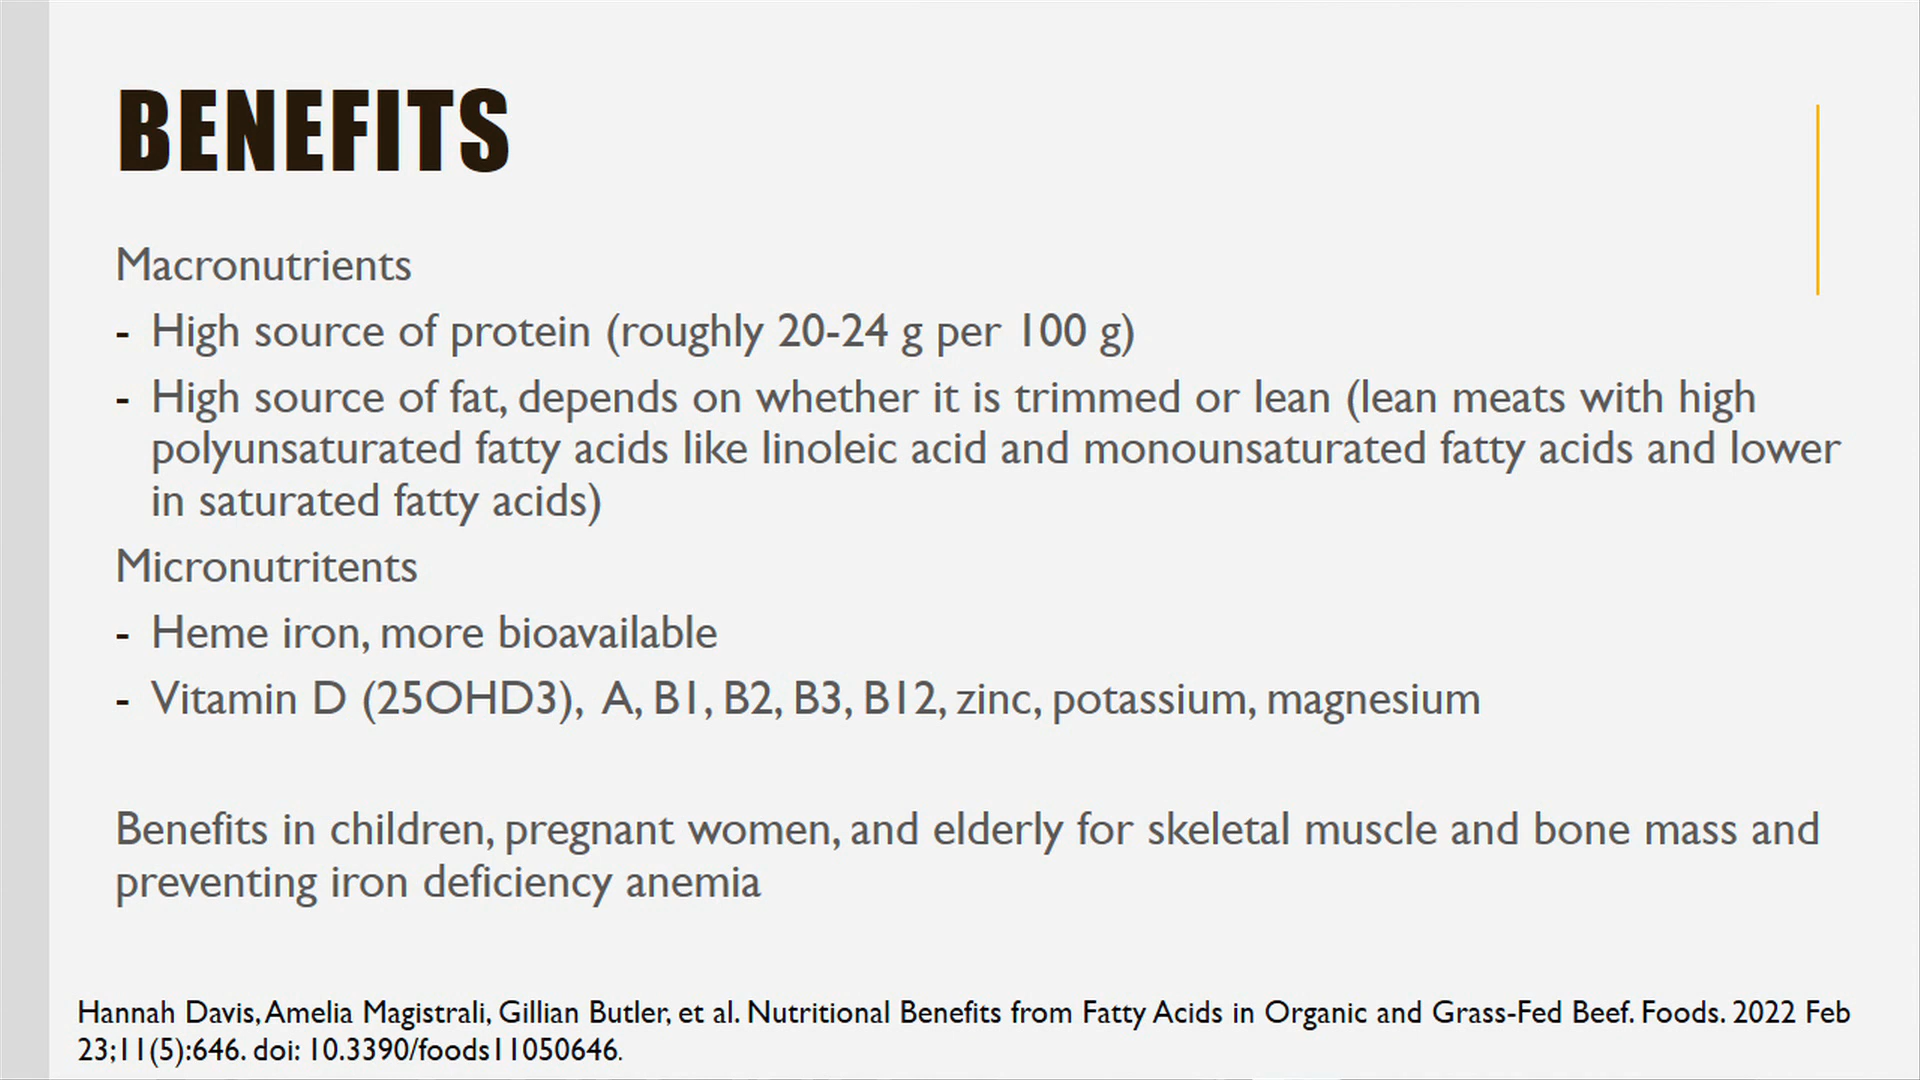 BENEFITS
Macronutrients
- High source of protein (roughly 20-24 g per 100 g)
- High source of fat, depends on whether it is trimmed or lean (lean meats with high
polyunsaturated fatty acids like linoleic acid and monounsaturated fatty acids and lower
in saturated fatty acids)
Micronutritents
- Heme iron, more bioavailable
- Vitamin D (25OHD3), A, B1, B2, B3, B12, zinc, potassium, magnesium
Benefits in children, pregnant women, and elderly for skeletal muscle and bone mass and
preventing iron deficiency anemia
Hannah Davis, Amelia Magistrali, Gillian Butler, et al. Nutritional Benefits from Fatty Acids in Organic and Grass-Fed Beef. Foods. 2022 Feb
23;11(5):646. doi: 10.3390/foods11050646.